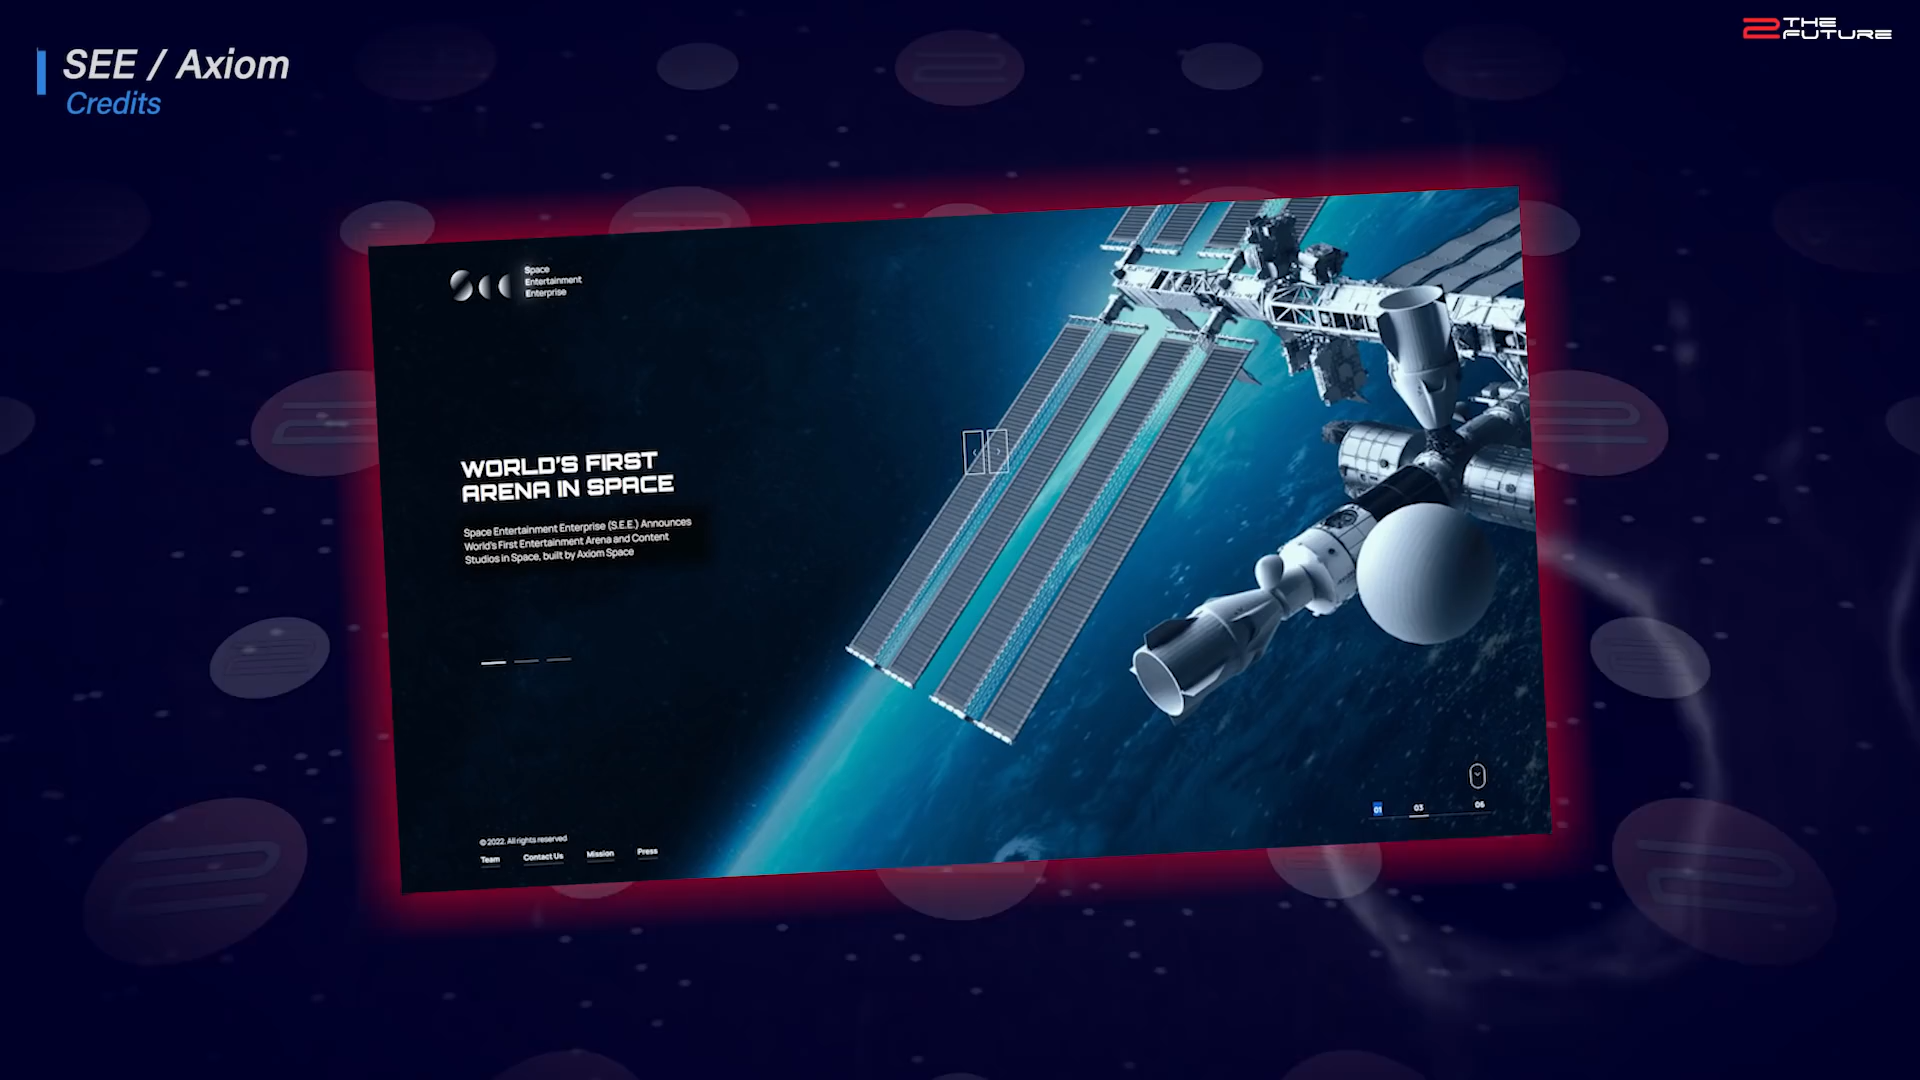 SEE / Axiom
Credits
2 THE
FUTURE
See
Space
Entertainment
Enterprise
WORLD'S FIRST
ARENA IN SPACE
Space Entertainment Enterprise (S.E.E.) Announces
World's First Entertainment Arena and Content
Studios in Space, built by Axiom Space
01 03 06
© 2022. All rights reserved
Team Contact Us Mission Press